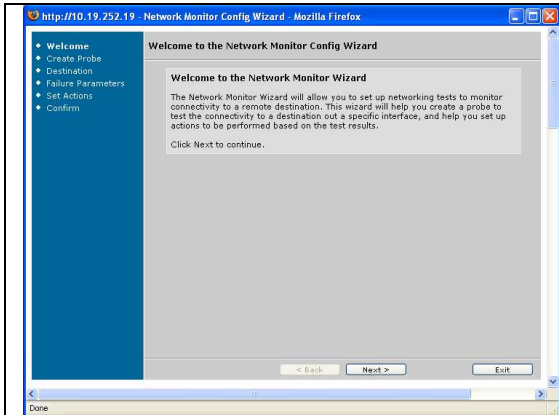 http://10.19.252.19 - Network Monitor Config Wizard - Mozilla Firefox
Welcome
Create Probe
Destination
Failure Parameters
Set Actions
Confirm
Welcome to the Network Monitor Config Wizard
Welcome to the Network Monitor Wizard
The Network Monitor Wizard will allow you to set up networking tests to monitor
connectivity to a remote destination. This wizard will help you create a probe to
test the connectivity to a destination out a specific interface, and help you set up
actions to be performed based on the test results.
Click Next to continue.
< Back
Next >
Exit
Done